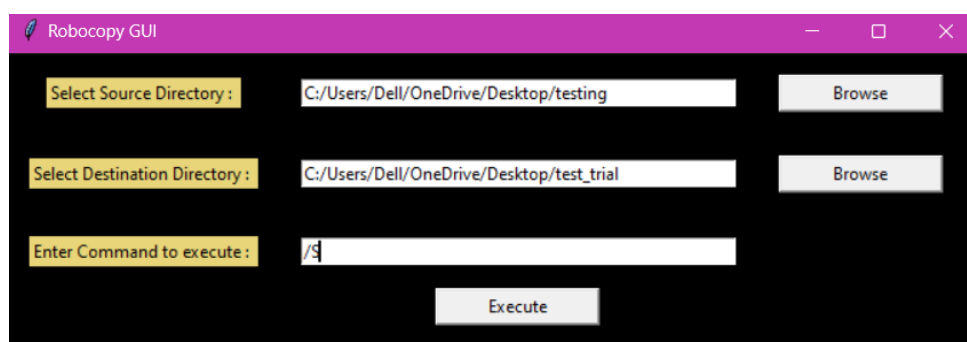 Robocopy GUI
Select Source Directory : C:/Users/Dell/OneDrive/Desktop/testing Browse
Select Destination Directory : C:/Users/Dell/OneDrive/Desktop/test_trial Browse
Enter Command to execute : /S
Execute